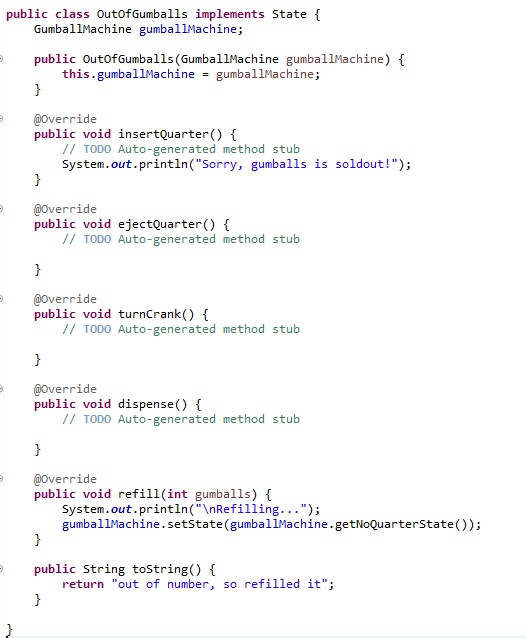 public class OutOfGumballs implements State {
    GumballMachine gumballMachine;

    public OutOfGumballs(GumballMachine gumballMachine) {
        this.gumballMachine = gumballMachine;
    }

    @Override
    public void insertQuarter() {
        // TODO Auto-generated method stub
        System.out.println("Sorry, gumballs is soldout!");
    }

    @Override
    public void ejectQuarter() {
        // TODO Auto-generated method stub

    }

    @Override
    public void turnCrank() {
        // TODO Auto-generated method stub

    }

    @Override
    public void dispense() {
        // TODO Auto-generated method stub

    }

    @Override
    public void refill(int gumballs) {
        System.out.println("\nRefilling...");
        gumballMachine.setState(gumballMachine.getNoQuarterState());
    }

    public String toString() {
        return "out of number, so refilled it";
    }

}